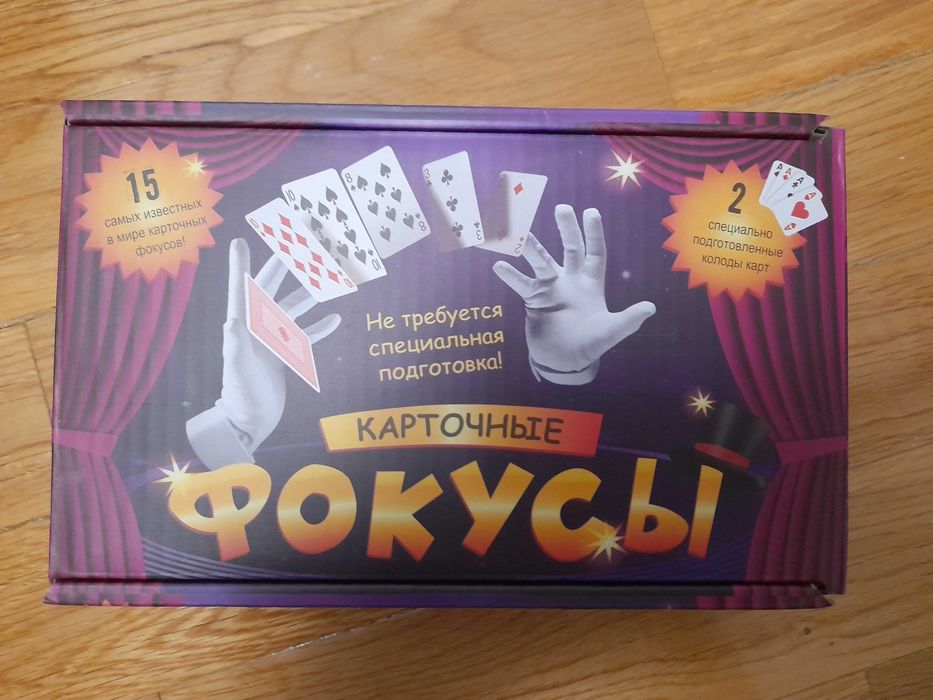 15
самых известных
в мире карточных
фокусов!
2
специально
подготовленные
колоды карт
Не требуется
специальная
подготовка!
КАРТОЧНЫЕ
ФОКУСЫ